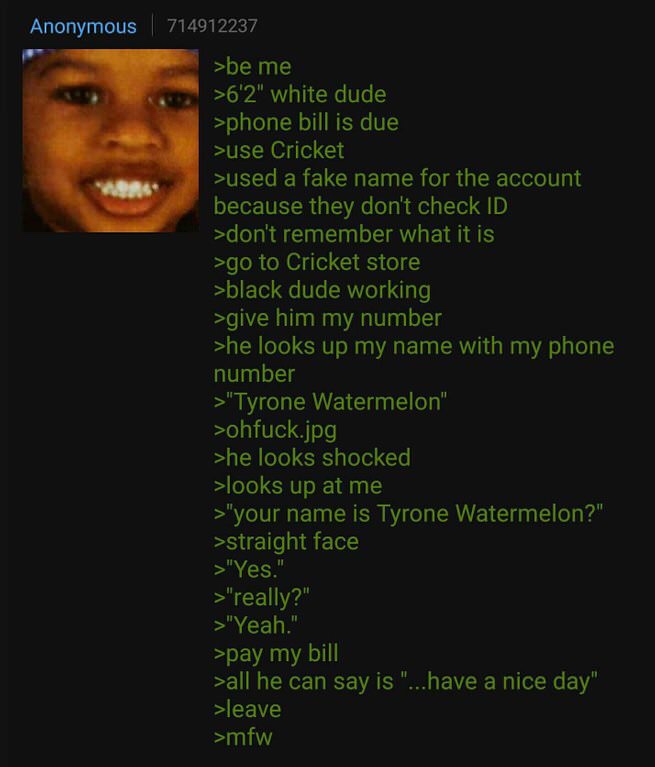 Anonymous | 714912237
>be me
>6'2" white dude
>phone bill is due
>use Cricket
>used a fake name for the account
because they don't check ID
>don't remember what it is
>go to Cricket store
>black dude working
>give him my number
>he looks up my name with my phone
number
>"Tyrone Watermelon"
>ohfuck.jpg
>he looks shocked
>looks up at me
>"your name is Tyrone Watermelon?"
>straight face
>"Yes."
>"really?"
>"Yeah."
>pay my bill
>all he can say is "...have a nice day"
>leave
>mfw